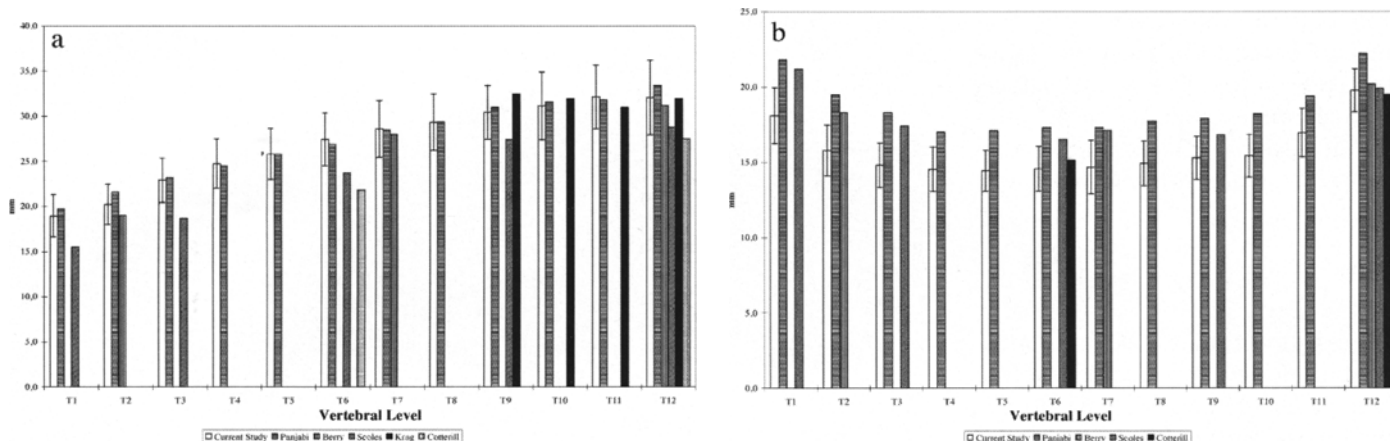 a
40,0
35,0
30,0
25,0
20,0
15,0
10,0
5,0
0,0
mm
T1 T2 T3 T4 T5 T6 T7 T8 T9 T10 T11 T12
Vertebral Level
Current Study Panjabi Berry Scoles Krag Cotterill
b
25,0
20,0
15,0
10,0
5,0
0,0
mm
T1 T2 T3 T4 T5 T6 T7 T8 T9 T10 T11 T12
Vertebral Level
Current Study Panjabi Berry Scoles Cotterill